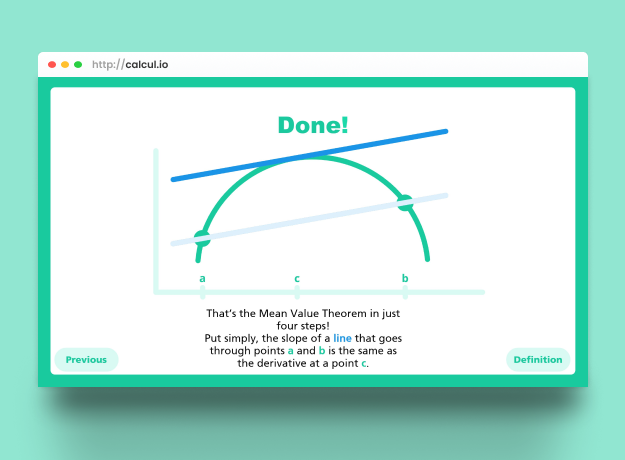 http://calcul.io
Done!
a c b
That's the Mean Value Theorem in just
four steps!
Put simply, the slope of a line that goes
through points a and b is the same as
the derivative at a point c.
Previous
Definition